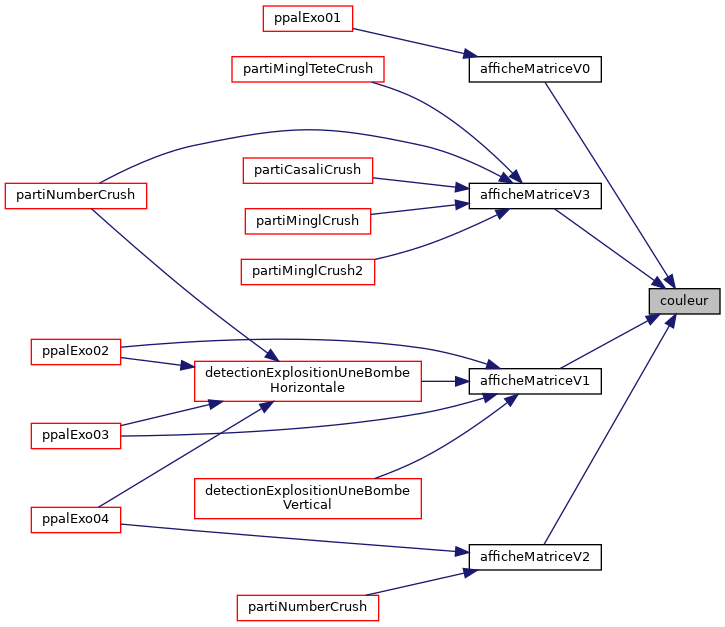 ppalExo01
afficheMatriceV0
partiMinglTeteCrush
partiCasaliCrush
partiNumberCrush
afficheMatriceV3
partiMinglCrush
partiMinglCrush2
couleur
ppalExo02
detectionExplositionUneBombe
Horizontale
afficheMatriceV1
ppalExo03
detectionExplositionUneBombe
Vertical
ppalExo04
afficheMatriceV2
partiNumberCrush